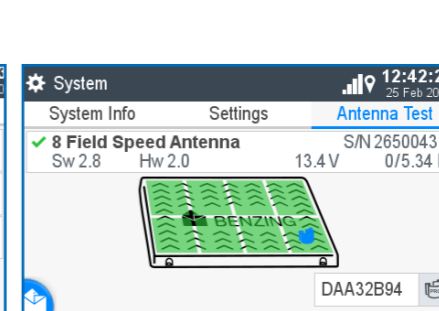 System
12:42:2
25 Feb 20
System Info Settings Antenna Test
8 Field Speed Antenna S/N 2650043
Sw 2.8 Hw 2.0 13.4 V 0/5.34
BENZING
DAA32B94